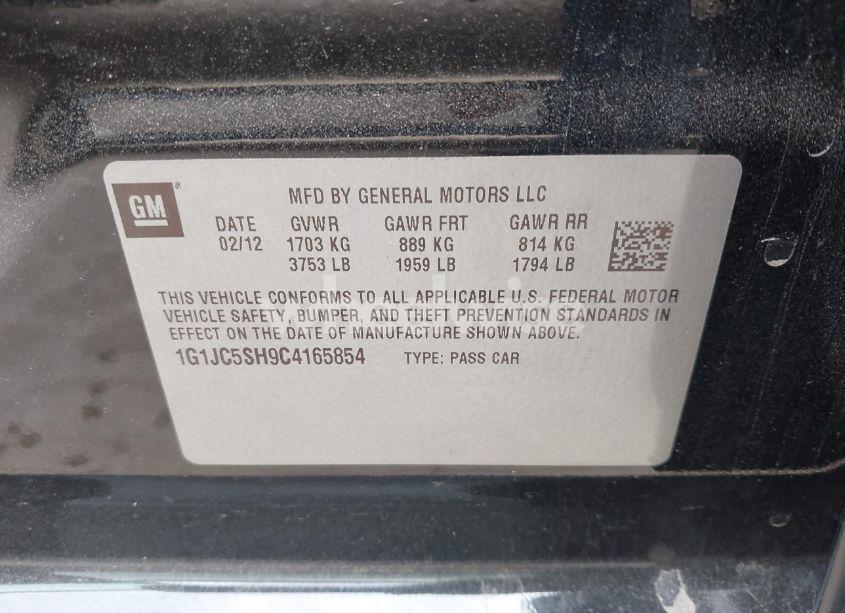 GM
MFD BY GENERAL MOTORS LLC
DATE GVWR GAWR FRT GAWR RR
02/12 1703 KG 889 KG 814 KG
3753 LB 1959 LB 1794 LB
THIS VEHICLE CONFORMS TO ALL APPLICABLE U.S. FEDERAL MOTOR
VEHICLE SAFETY, BUMPER, AND THEFT PREVENTION STANDARDS IN
EFFECT ON THE DATE OF MANUFACTURE SHOWN ABOVE.
1G1JC5SH9C4165854 TYPE: PASS CAR